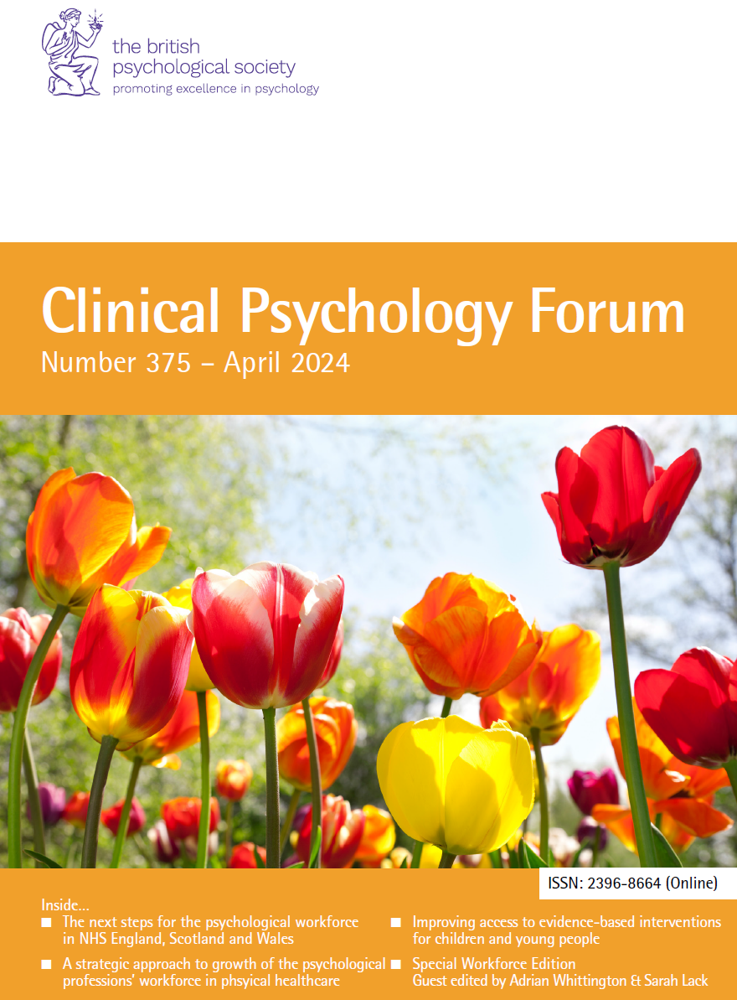 the british
psychological society
promoting excellence in psychology
Clinical Psychology Forum
Number 375 – April 2024
ISSN: 2396-8664 (Online)
Inside...
■ The next steps for the psychological workforce
in NHS England, Scotland and Wales
■ A strategic approach to growth of the psychological
professions’ workforce in phsyical healthcare
■ Improving access to evidence-based interventions
for children and young people
■ Special Workforce Edition
Guest edited by Adrian Whittington & Sarah Lack